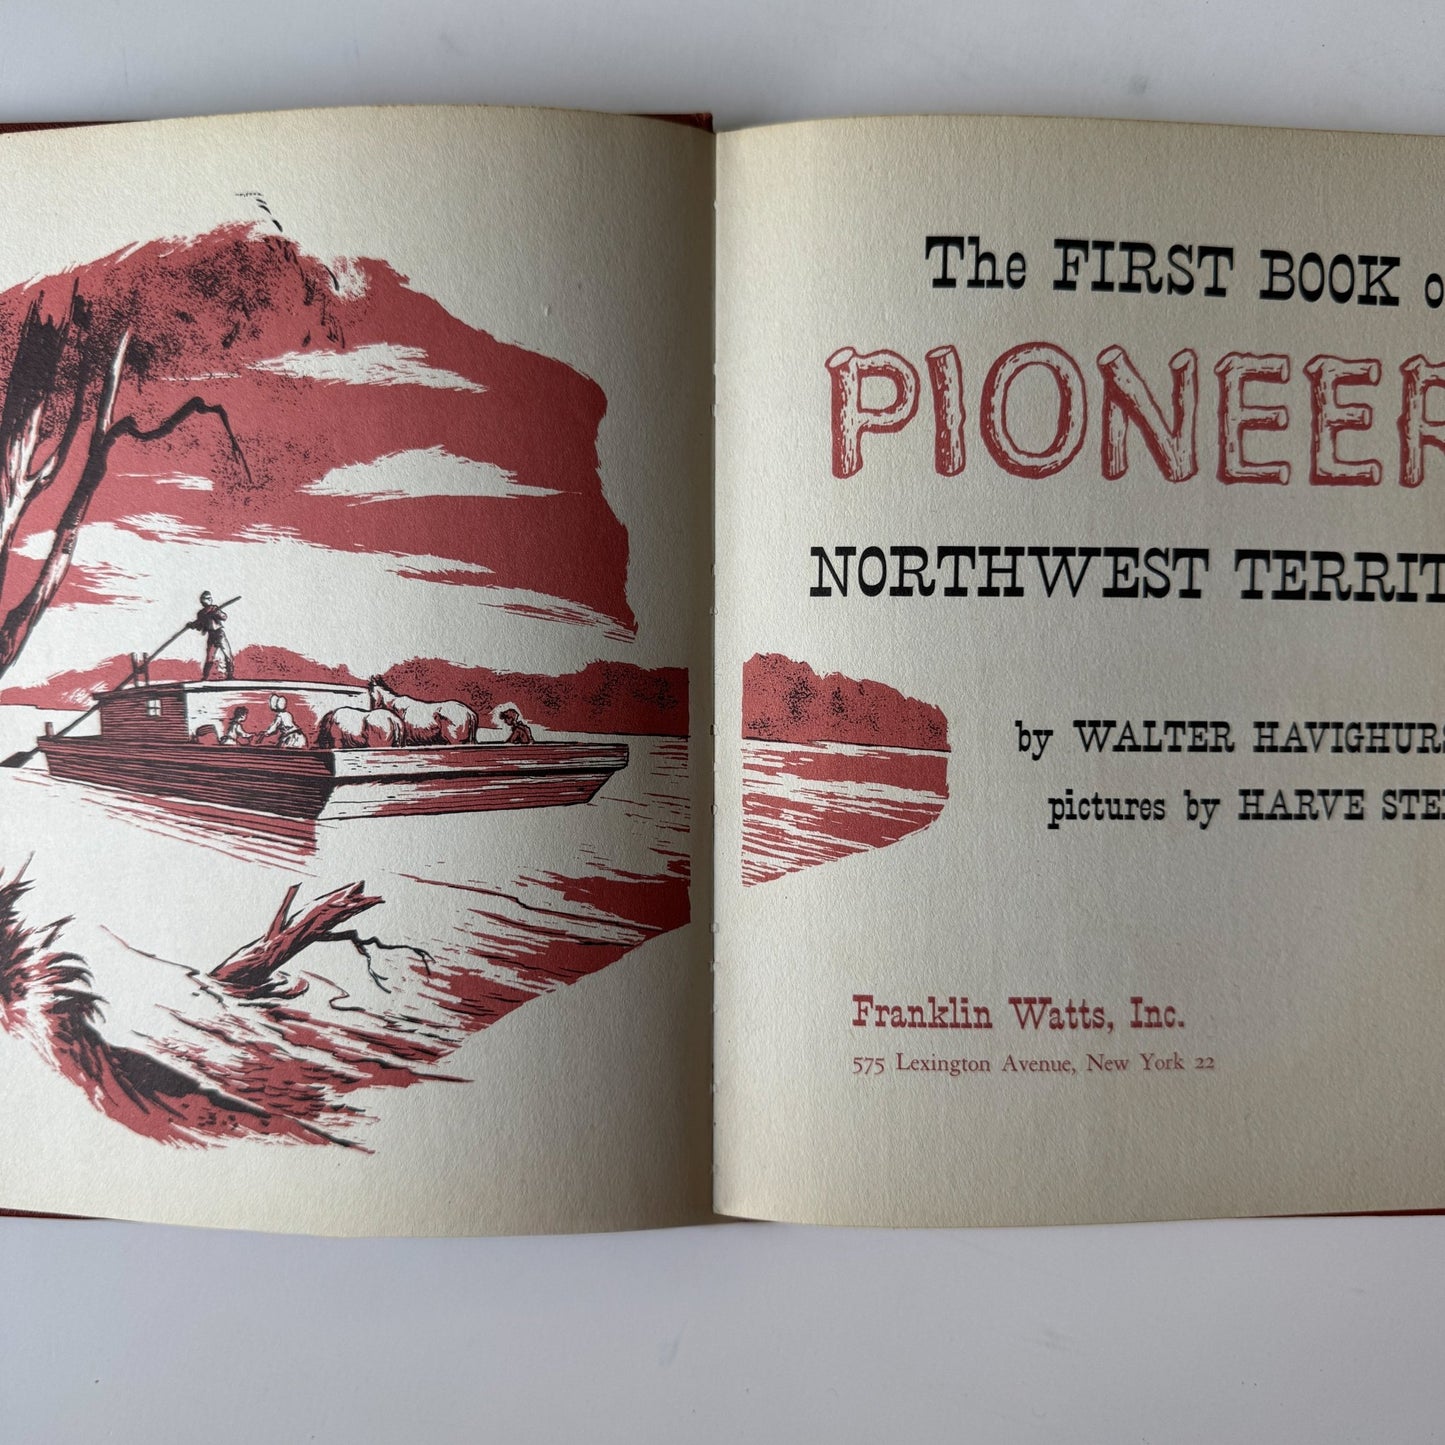 The FIRST BOOK o
PIONEER
NORTHWEST TERRIT
by WALTER HAVIGHURS
pictures by HARVE STE
Franklin Watts, Inc.
575 Lexington Avenue, New York 22